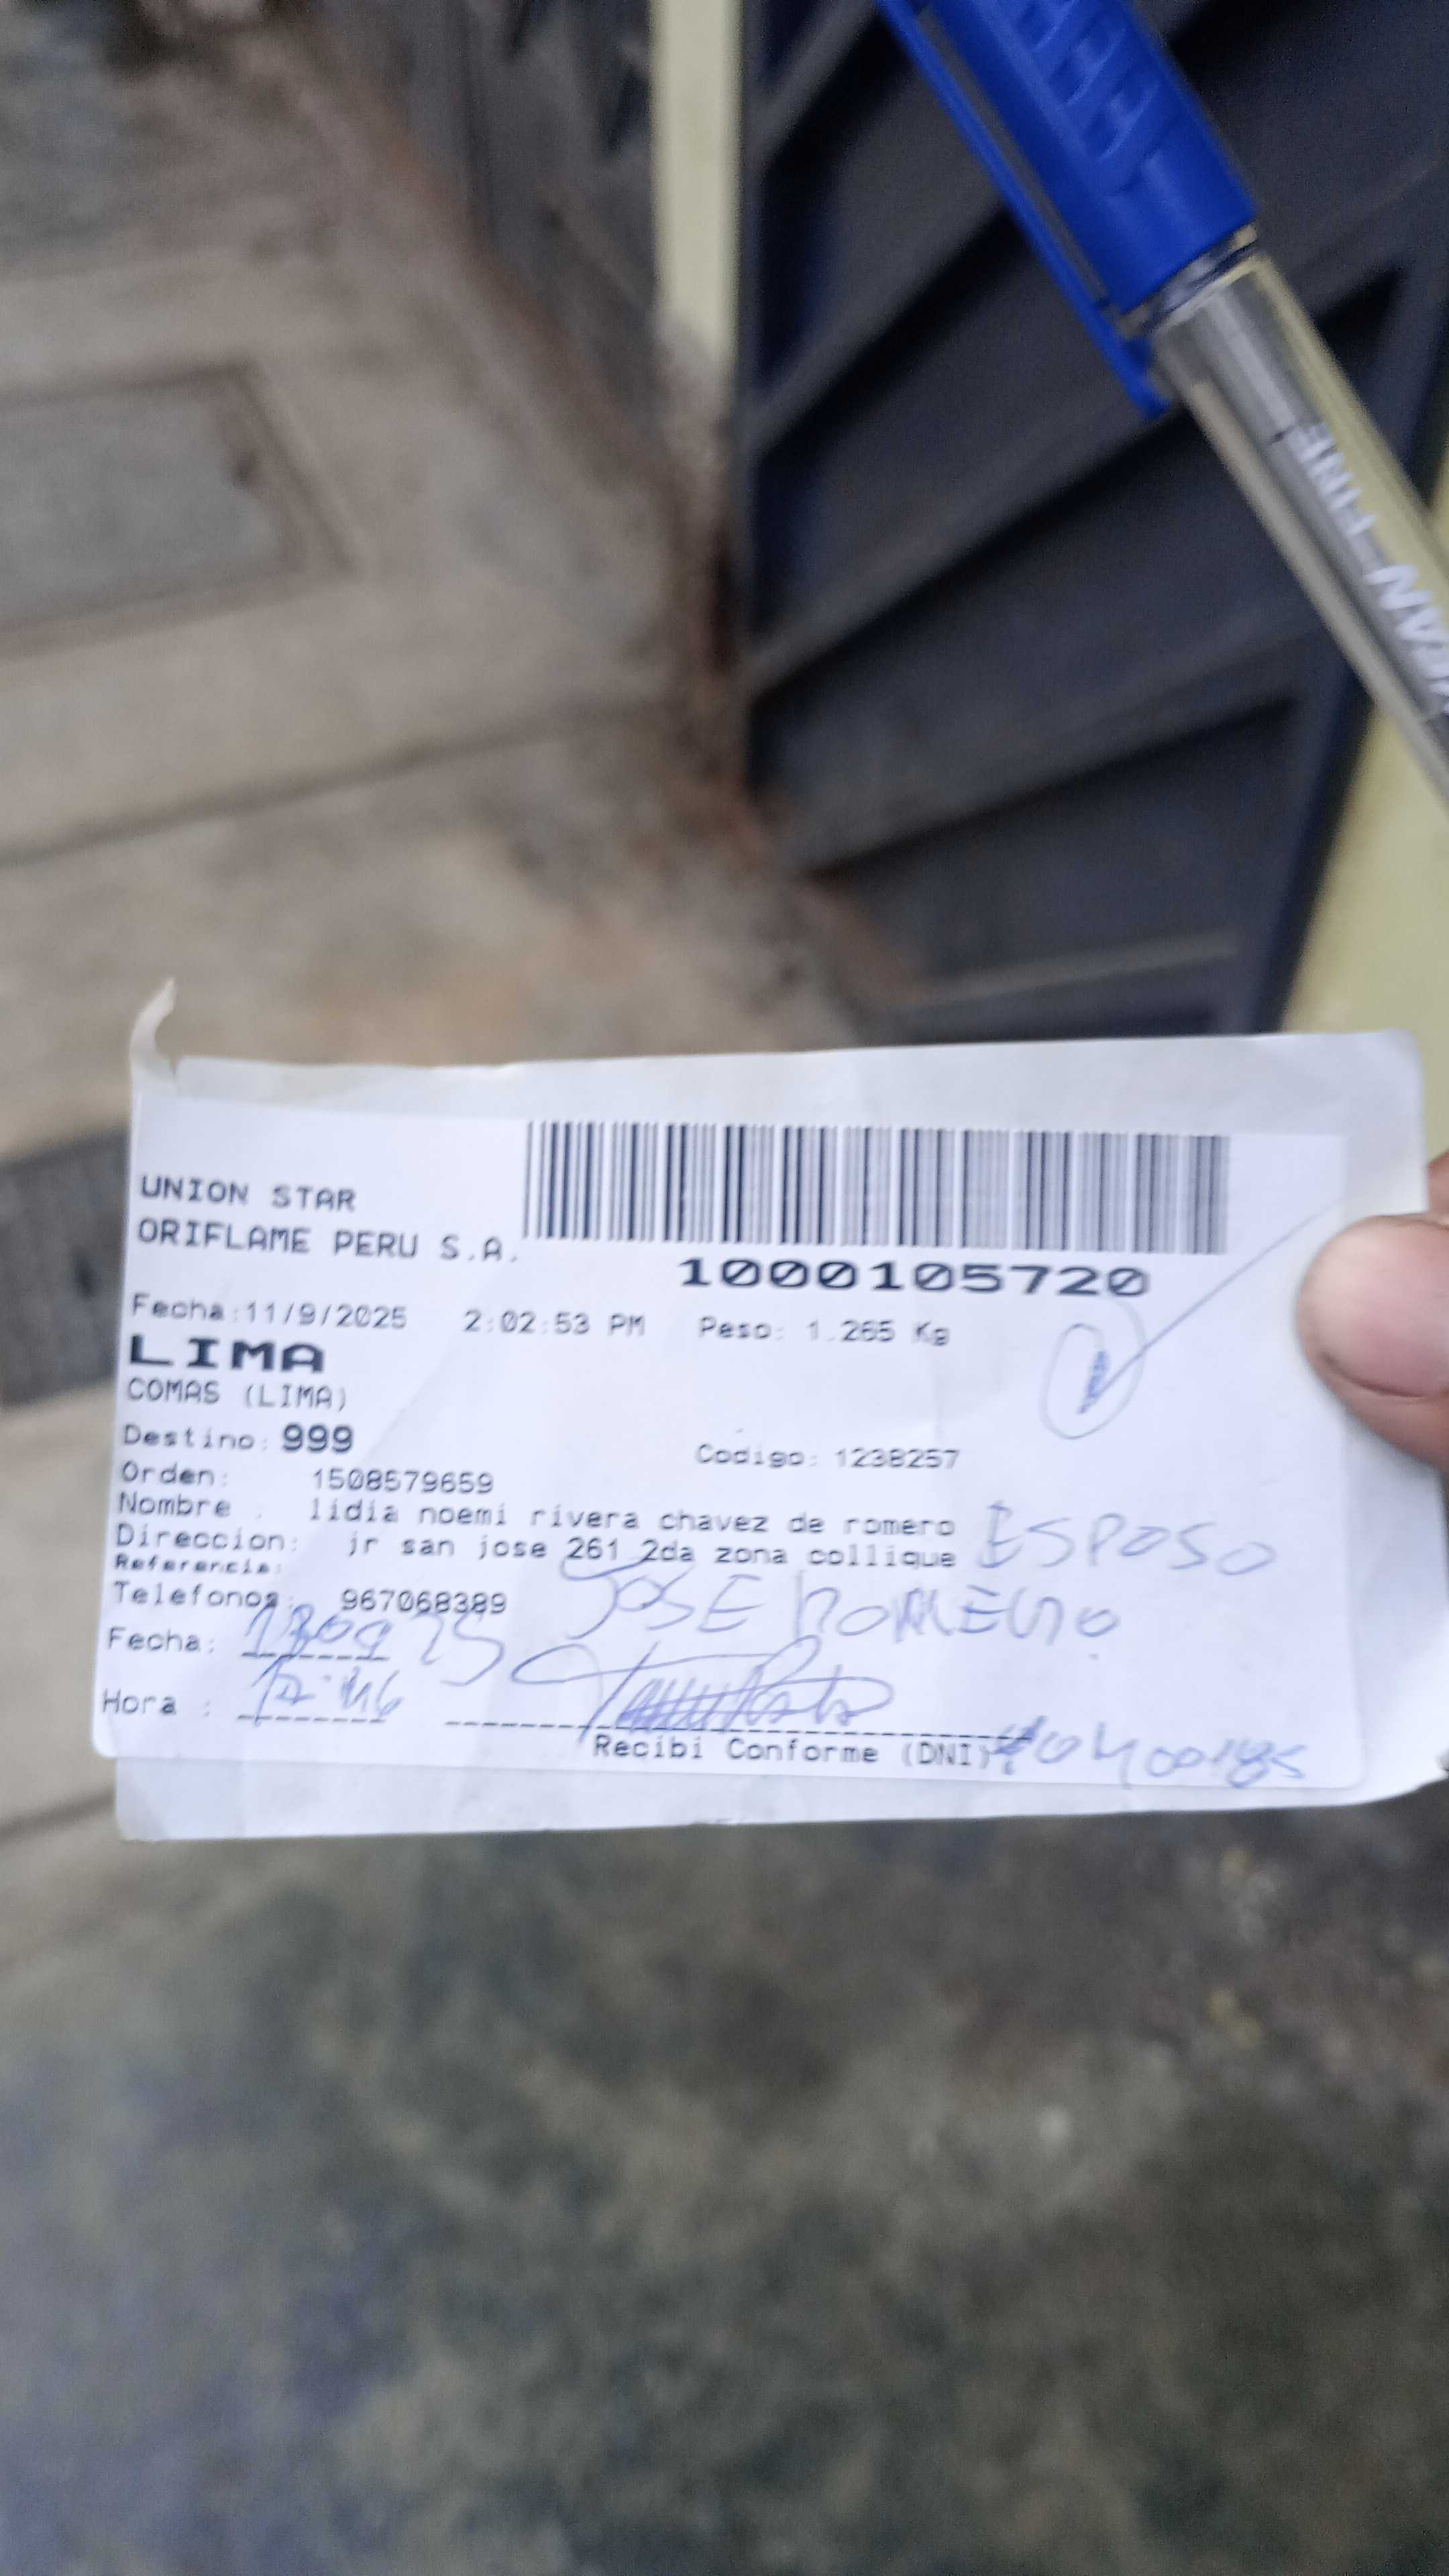 UNION STAR
ORIFLAME PERU S.A.
1000105720
Fecha:11/9/2025 2:02:53 PM Peso: 1.265 Kg
LIMA
COMAS (LIMA)
Destino: 999 Codigo: 1238257
Orden: 1508579659
Nombre : lidia noemi rivera chavez de romero ESPOSO
Direccion: jr san jose 261 2da zona collique
Referencia:
Telefonos: 967068389 JOSE ROMERO
Fecha:
Hora :
Recibi Conforme (DNI)
FINE